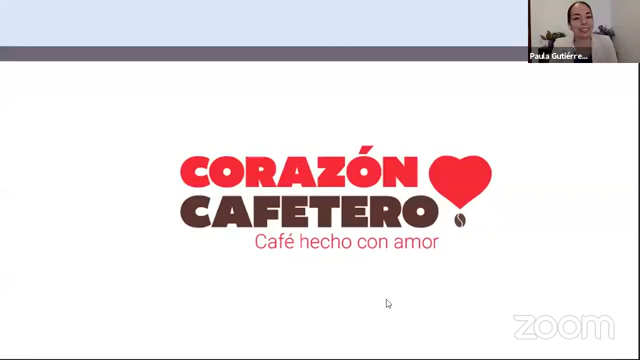 Paula Gutiérre...
CORAZÓN
CAFETERO
Café hecho con amor
zoom